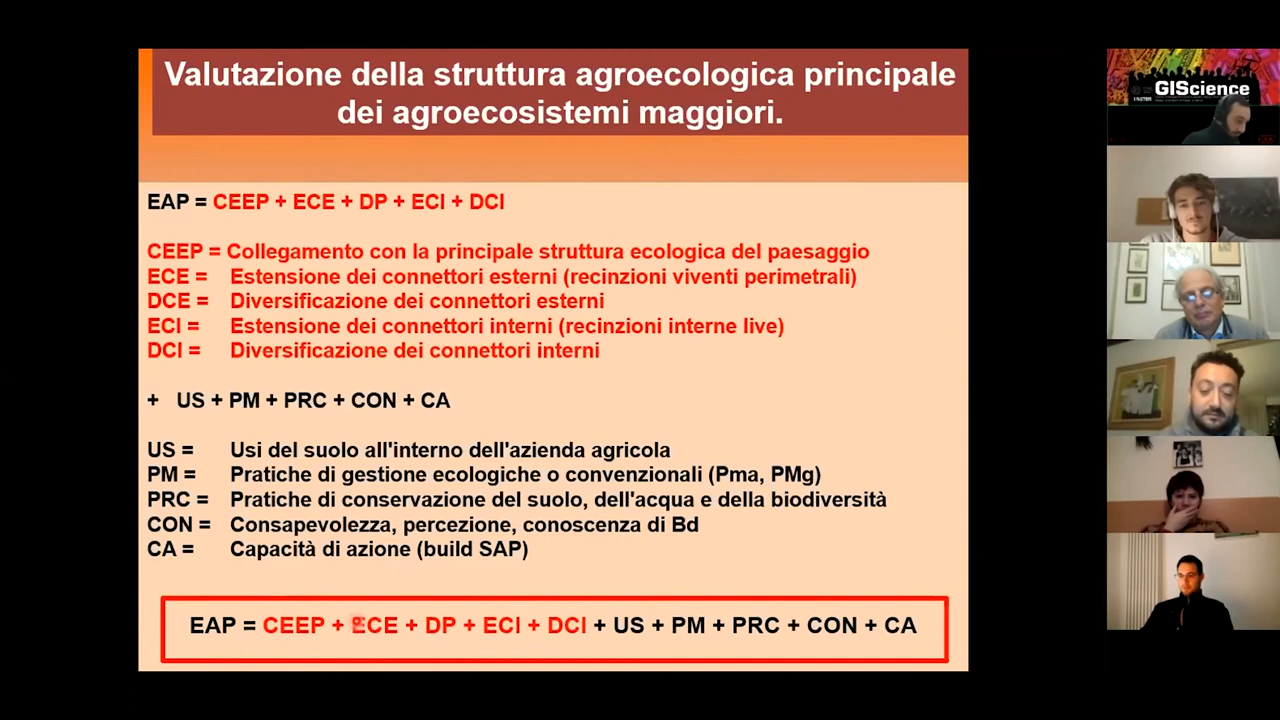 Valutazione della struttura agroecologica principale
dei agroecosistemi maggiori.
EAP = CEEP + ECE + DP + ECI + DCI
CEEP = Collegamento con la principale struttura ecologica del paesaggio
ECE = Estensione dei connettori esterni (recinzioni viventi perimetrali)
DCE = Diversificazione dei connettori esterni
ECI = Estensione dei connettori interni (recinzioni interne live)
DCI = Diversificazione dei connettori interni
+ US + PM + PRC + CON + CA
US = Usi del suolo all'interno dell'azienda agricola
PM = Pratiche di gestione ecologiche o convenzionali (Pma, PMg)
PRC = Pratiche di conservazione del suolo, dell'acqua e della biodiversità
CON = Consapevolezza, percezione, conoscenza di Bd
CA = Capacità di azione (build SAP)
EAP = CEEP + ECE + DP + ECI + DCI + US + PM + PRC + CON + CA
GIScience